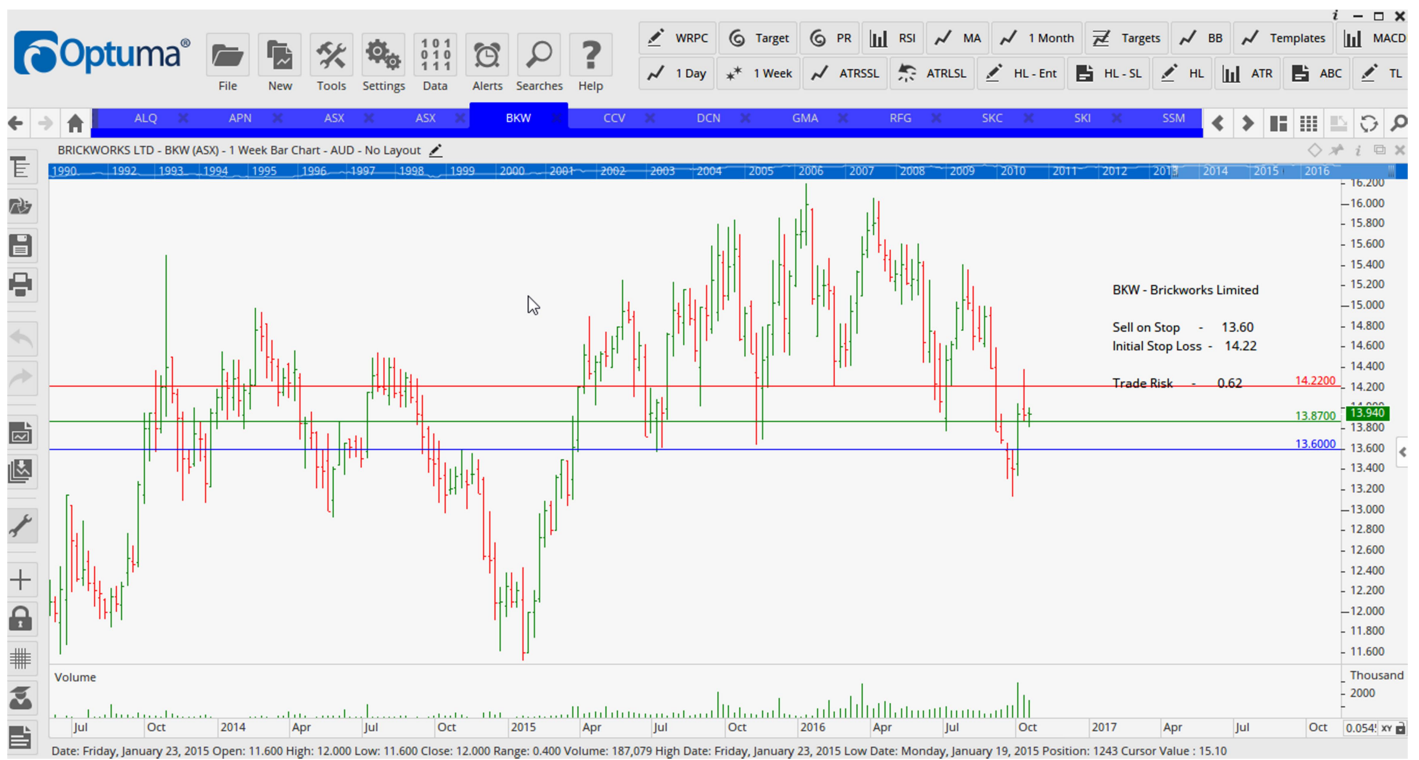 Optuma®
File New Tools Settings Data Alerts Searches Help
WRPC Target PR RSI MA 1 Month Targets BB Templates MACD
1 Day 1 Week ATRSSL ATRLSL HL - Ent HL - SL HL ATR ABC TL
ALQ APN ASX ASX BKW CCV DCN GMA RFG SKC SKI SSM
BRICKWORKS LTD - BKW (ASX) - 1 Week Bar Chart - AUD - No Layout
1990 1992 1993 1994 1995 1996 1997 1998 1999 2000 2001 2002 2003 2004 2005 2006 2007 2008 2009 2010 2011 2012 2013 2014 2015 2016
16.200
16.000
15.800
15.600
15.400
15.200
15.000
14.800
14.600
14.400
14.200
13.940
13.800
13.600
13.400
13.200
13.000
12.800
12.600
12.400
12.200
12.000
11.800
11.600
BKW - Brickworks Limited
Sell on Stop - 13.60
Initial Stop Loss - 14.22
Trade Risk - 0.62
14.2200
13.8700
13.6000
Volume
Thousand
2000
Jul Oct 2014 Apr Jul Oct 2015 Apr Jul Oct 2016 Apr Jul Oct 2017 Apr Jul Oct
XY
Date: Friday, January 23, 2015 Open: 11.600 High: 12.000 Low: 11.600 Close: 12.000 Range: 0.400 Volume: 187,079 High Date: Friday, January 23, 2015 Low Date: Monday, January 19, 2015 Position: 1243 Cursor Value : 15.10